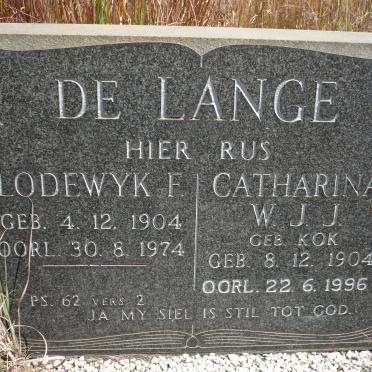 DE LANGE
HIER RUS
LODEWYK F
GEB. 4. 12. 1904
OORL. 30. 8. 1974
CATHARINA
W. J. J
GEB. KOK
GEB. 8. 12. 1904
OORL. 22. 6. 1996
PS. 62 VERS 2
JA MY SIEL IS STIL TOT GOD.